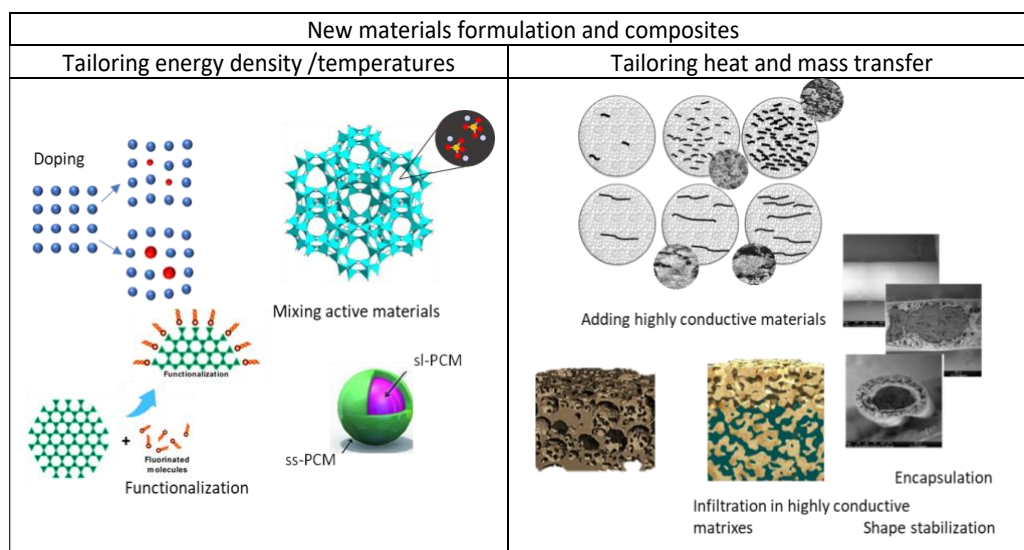 New materials formulation and composites
Tailoring energy density /temperatures
Tailoring heat and mass transfer
Doping
Mixing active materials
Functionalization
sl-PCM
ss-PCM
+
Fluorinated
molecules
Functionalization
Adding highly conductive materials
Encapsulation
Infiltration in highly conductive
matrixes
Shape stabilization